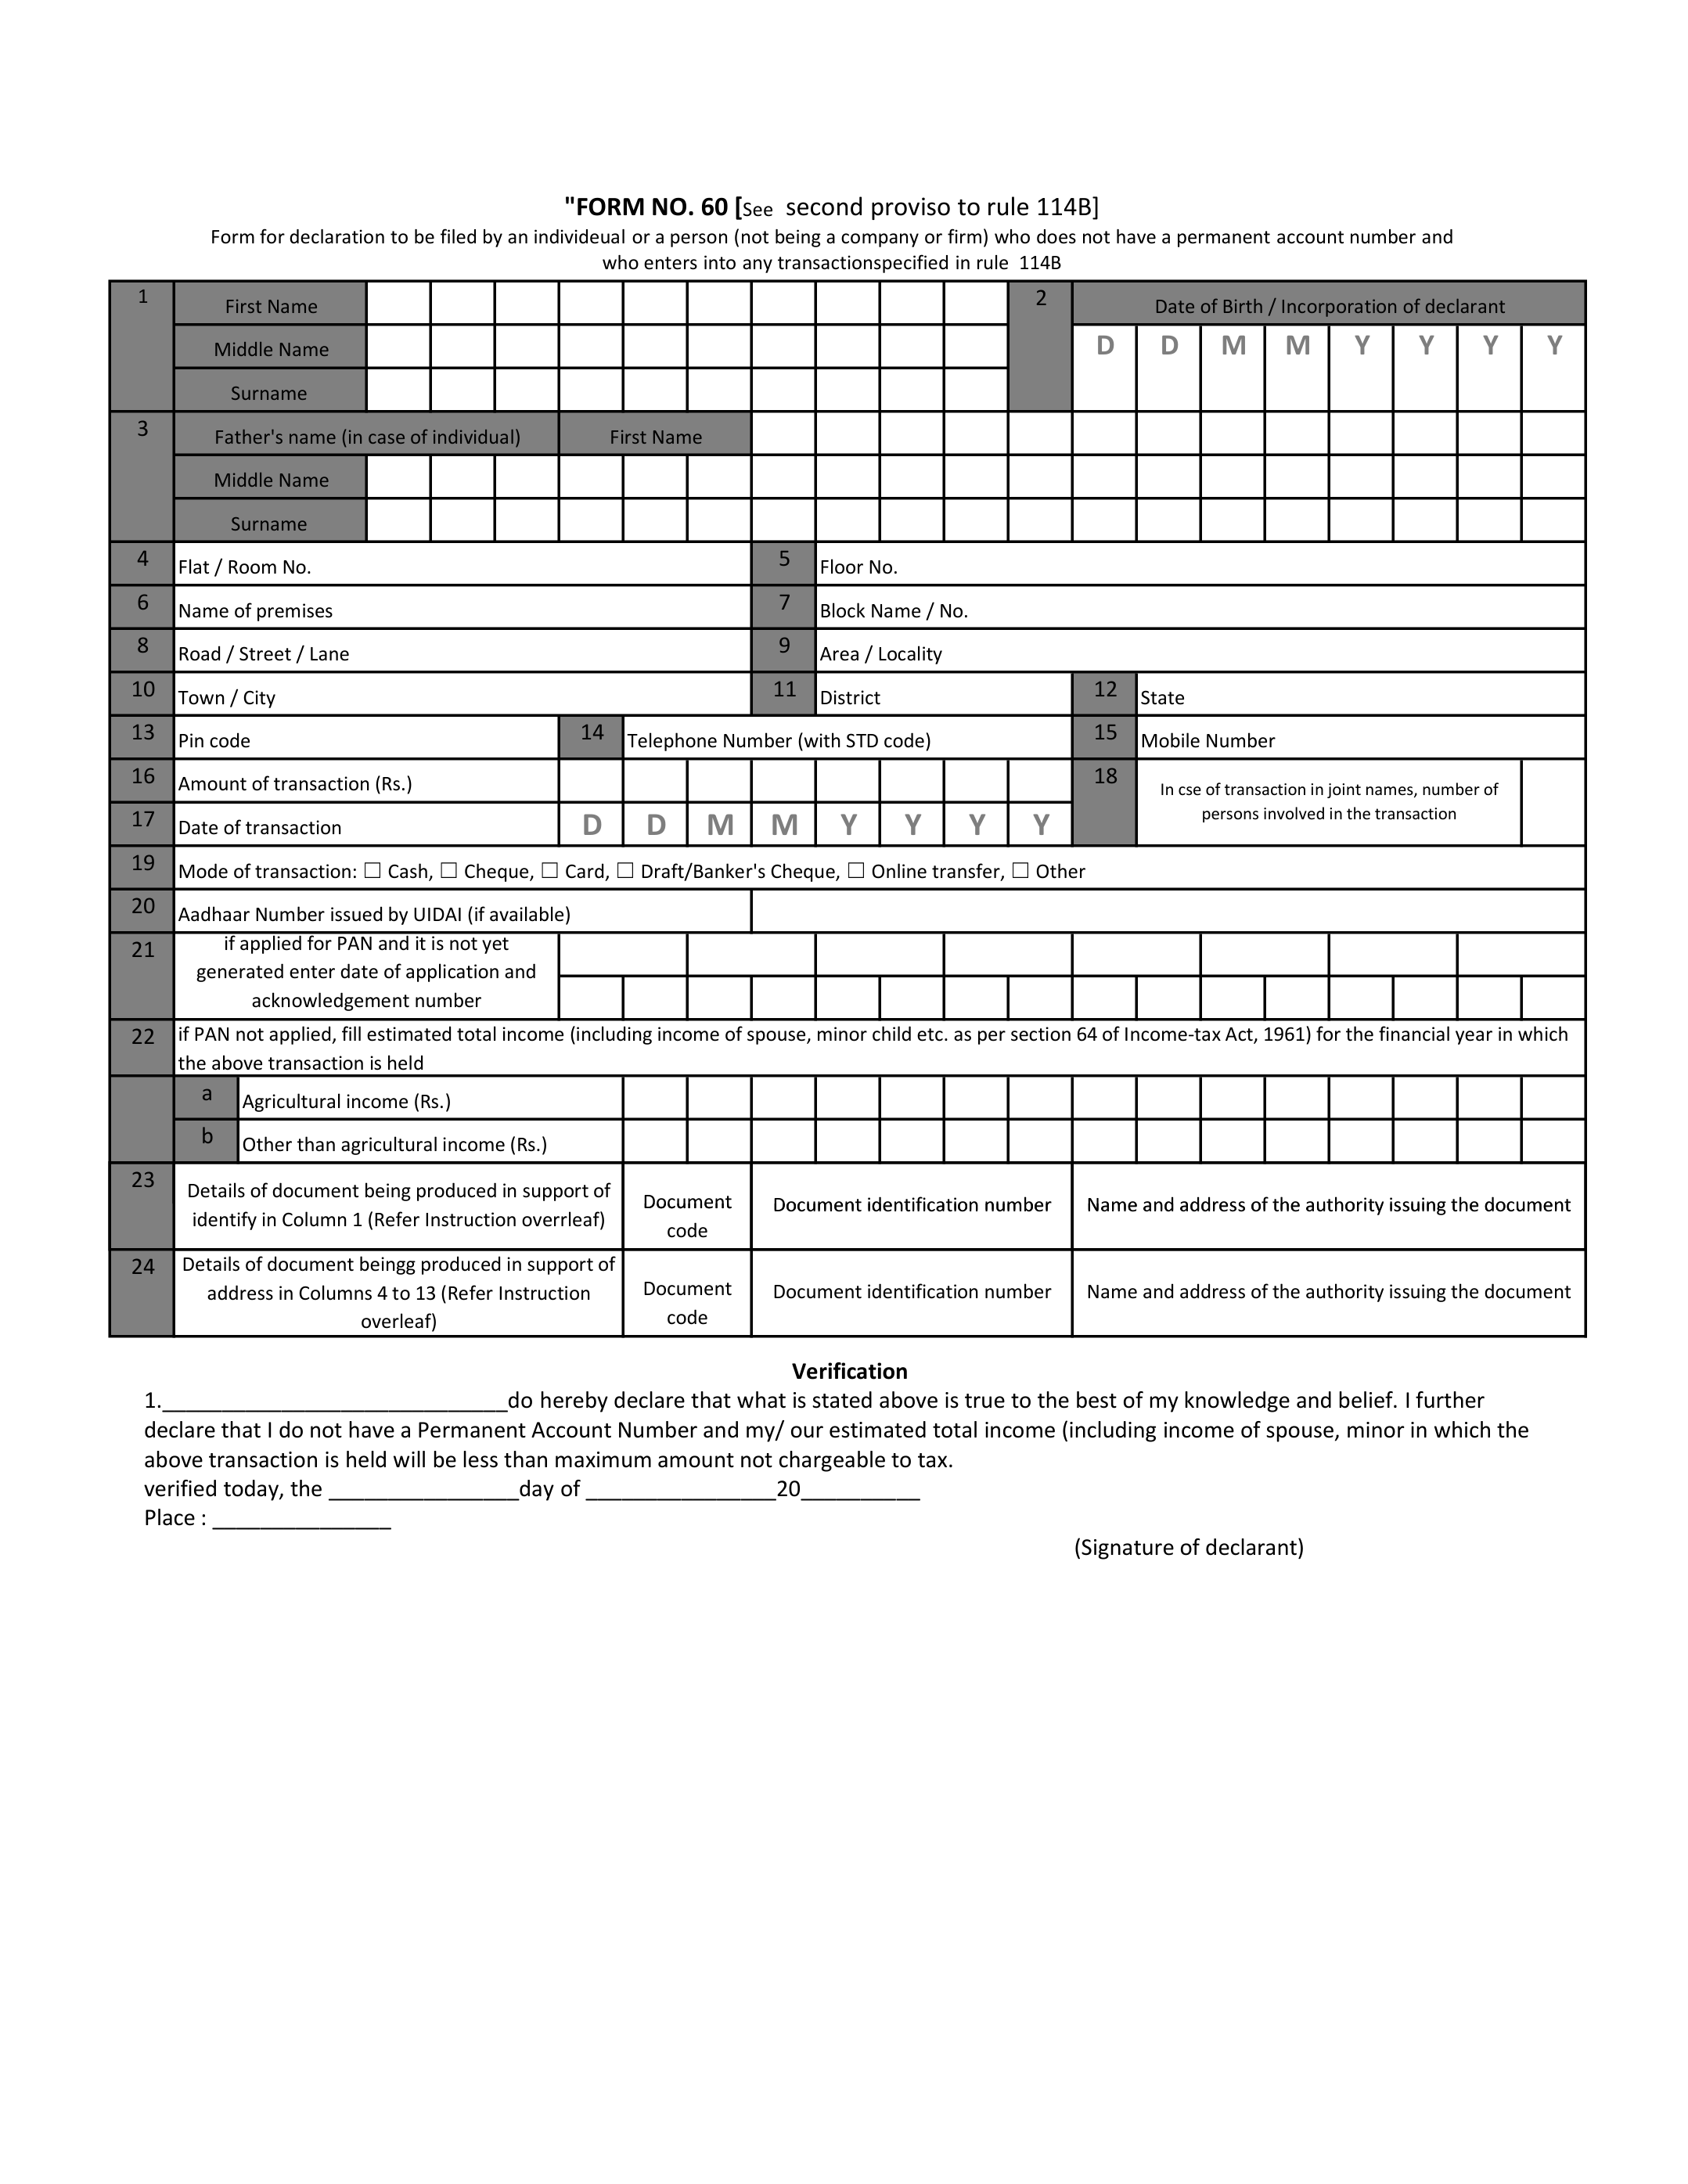 "FORM NO. 60 [See second proviso to rule 114B]
Form for declaration to be filed by an individeual or a person (not being a company or firm) who does not have a permanent account number and
who enters into any transactionspecified in rule 114B
1 First Name 2 Date of Birth / Incorporation of declarant
Middle Name D D M M Y Y Y Y
Surname
3 Father's name (in case of individual) First Name
Middle Name
Surname
4 Flat / Room No. 5 Floor No.
6 Name of premises 7 Block Name / No.
8 Road / Street / Lane 9 Area / Locality
10 Town / City 11 District 12 State
13 Pin code 14 Telephone Number (with STD code) 15 Mobile Number
16 Amount of transaction (Rs.) 18 In cse of transaction in joint names, number of
persons involved in the transaction
17 Date of transaction D D M M Y Y Y Y
19 Mode of transaction: ☐ Cash, ☐ Cheque, ☐ Card, ☐ Draft/Banker's Cheque, ☐ Online transfer, ☐ Other
20 Aadhaar Number issued by UIDAI (if available)
21 if applied for PAN and it is not yet
generated enter date of application and
acknowledgement number
22 if PAN not applied, fill estimated total income (including income of spouse, minor child etc. as per section 64 of Income-tax Act, 1961) for the financial year in which
the above transaction is held
a Agricultural income (Rs.)
b Other than agricultural income (Rs.)
23 Details of document being produced in support of
identify in Column 1 (Refer Instruction overrleaf)
Document
code
Document identification number
Name and address of the authority issuing the document
24 Details of document beingg produced in support of
address in Columns 4 to 13 (Refer Instruction
overleaf)
Document
code
Document identification number
Name and address of the authority issuing the document
Verification
1._____________________________do hereby declare that what is stated above is true to the best of my knowledge and belief. I further
declare that I do not have a Permanent Account Number and my/ our estimated total income (including income of spouse, minor in which the
above transaction is held will be less than maximum amount not chargeable to tax.
verified today, the ________________day of ________________20__________
Place : _______________
(Signature of declarant)